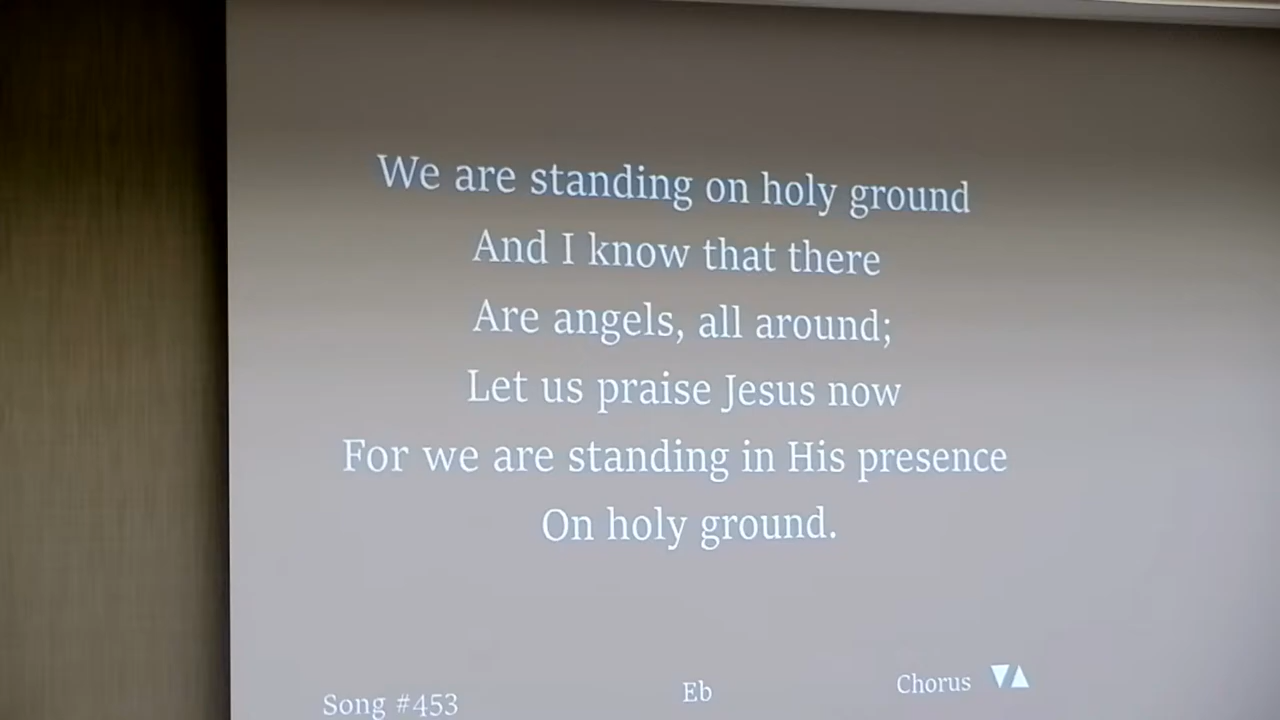 We are standing on holy ground
And I know that there
Are angels, all around;
Let us praise Jesus now
For we are standing in His presence
On holy ground.
Song #453
Eb
Chorus ▼▲